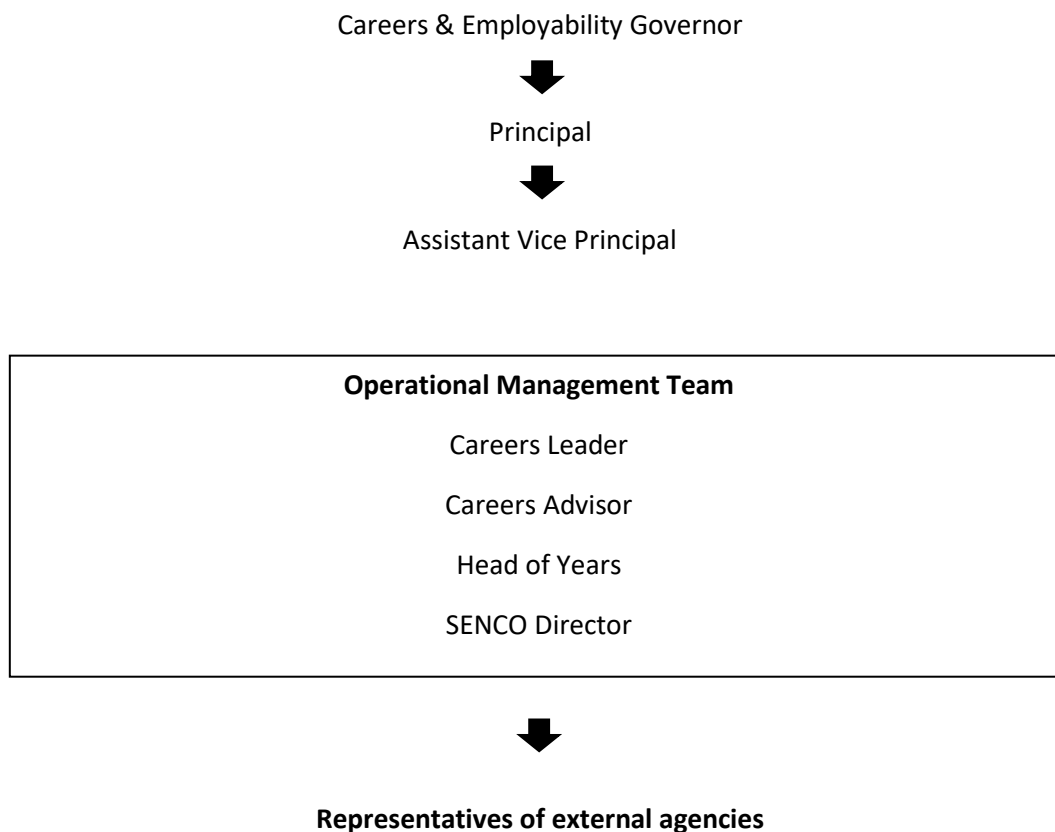 Careers & Employability Governor
Principal
Assistant Vice Principal
Operational Management Team
Careers Leader
Careers Advisor
Head of Years
SENCO Director
Representatives of external agencies